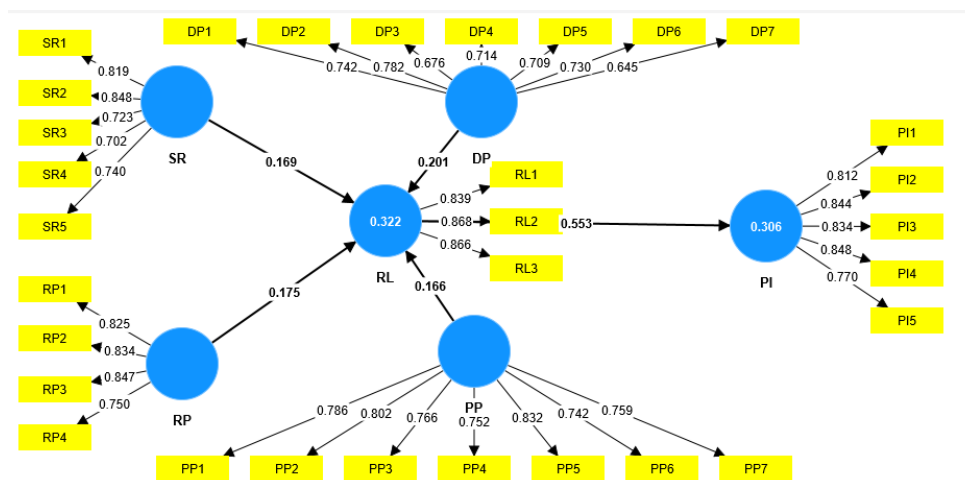 DP1
DP2
DP3
DP4
DP5
DP6
DP7
0.742
0.782
0.676
0.714
0.709
0.730
0.645
DP
SR1
SR2
SR3
SR4
SR5
0.819
0.848
0.723
0.702
0.740
SR
0.169
0.201
0.322
RL
0.839
0.868
0.866
RL1
RL2
RL3
0.553
0.306
PI
0.812
0.844
0.834
0.848
0.770
PI1
PI2
PI3
PI4
PI5
RP1
RP2
RP3
RP4
0.825
0.834
0.847
0.750
RP
0.175
0.166
PP
0.786
0.802
0.766
0.752
0.832
0.742
0.759
PP1
PP2
PP3
PP4
PP5
PP6
PP7